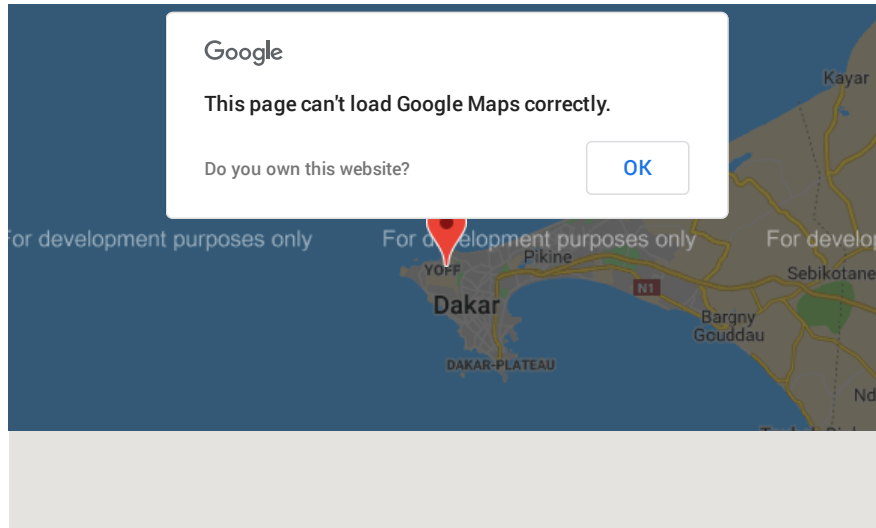 Google
This page can't load Google Maps correctly.
Do you own this website?
OK
Kayar
For development purposes only
For development purposes only
For develop
YOFF
Pikine
Sebikotane
Dakar
N1
Bargny
Gouddau
DAKAR-PLATEAU
Nd